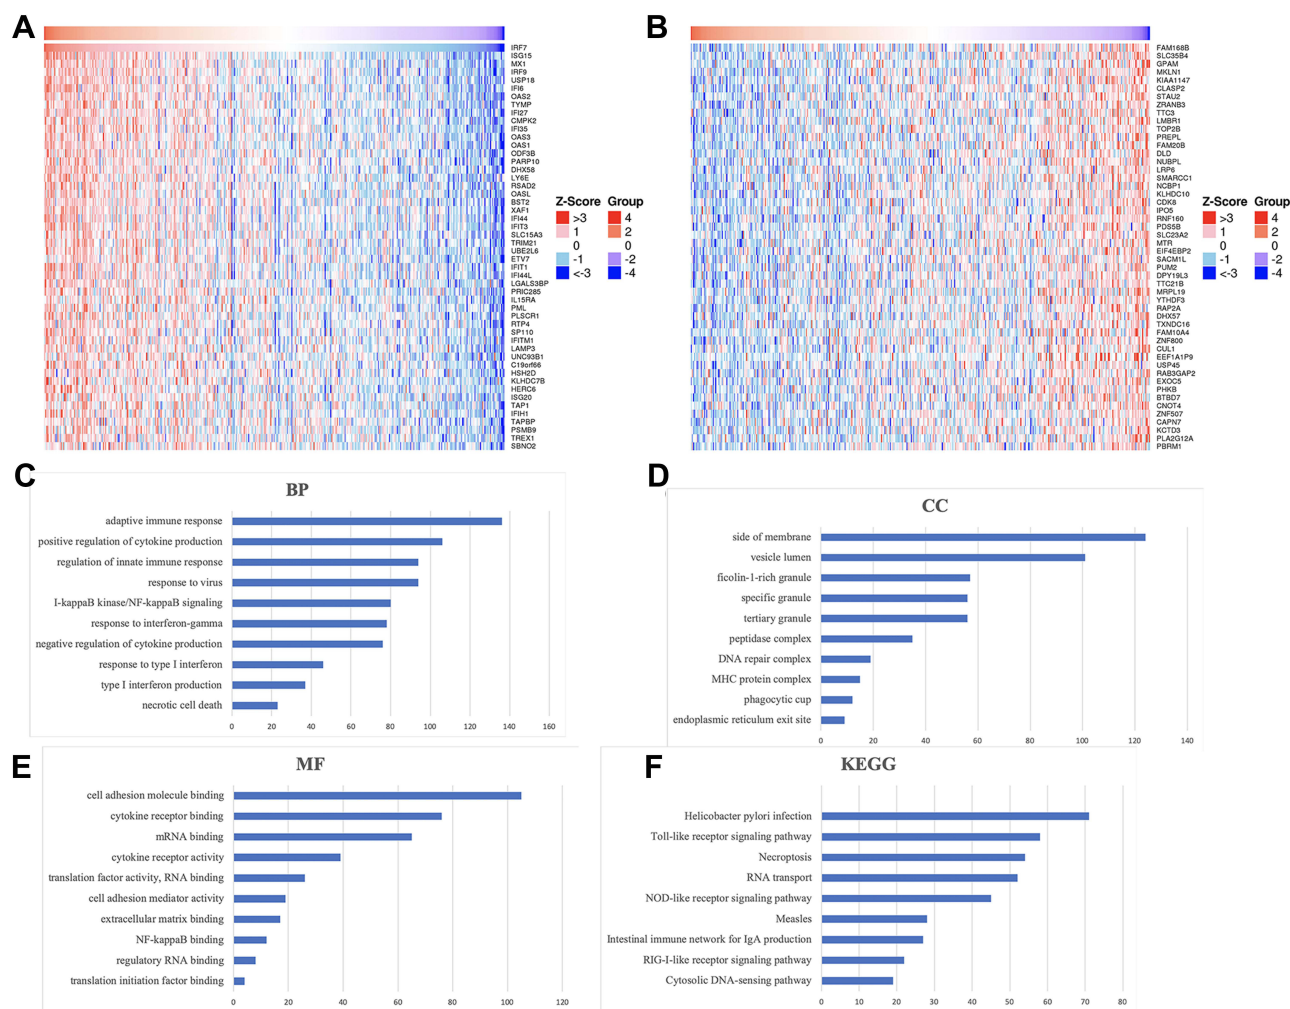 A
IRF7
ISG15
MX1
IRF9
USP18
IFI6
OAS2
TYMP
IFI27
CMPK2
IFI35
OAS3
OAS1
ODF3B
PARP10
DHX58
LY6E
RSAD2
OASL
BST2
XAF1
IFI44
IFIT3
SLC15A3
TRIM21
UBE2L6
ETV7
IFIT1
IFI44L
LGALS3BP
PRIC285
IL15RA
PML
PLSCR1
RTP4
SP110
IFITM1
LAMP3
UNC93B1
C19orf66
HSH2D
KLHDC7B
HERC6
ISG20
TAP1
IFIH1
TAPBP
PSMB9
TREX1
SBNO2
Z-Score Group
>3 4
1 2
0 0
-1 -2
<-3 -4
B
FAM168B
SLC35B4
GPAM
MKLN1
KIAA1147
CLASP2
STAU2
ZRANB3
TTC3
LMBR1
TOP2B
PREPL
FAM20B
DLD
NUBPL
LRP6
SMARCC1
NCBP1
KLHDC10
CDK8
IPO5
RNF160
PDS5B
SLC23A2
MTR
EIF4EBP2
SACM1L
PUM2
DPY19L3
TTC21B
MRPL19
YTHDF3
RAP2A
DHX57
TXNDC16
FAM10A4
ZNF800
CUL1
EEF1A1P9
USP45
RAB3GAP2
EXOC5
PHKB
BTBD7
CNOT4
ZNF507
CAPN7
KCTD3
PLA2G12A
PBRM1
Z-Score Group
>3 4
1 2
0 0
-1 -2
<-3 -4
C
BP
adaptive immune response
positive regulation of cytokine production
regulation of innate immune response
response to virus
I-kappaB kinase/NF-kappaB signaling
response to interferon-gamma
negative regulation of cytokine production
response to type I interferon
type I interferon production
necrotic cell death
0 20 40 60 80 100 120 140 160
D
CC
side of membrane
vesicle lumen
ficolin-1-rich granule
specific granule
tertiary granule
peptidase complex
DNA repair complex
MHC protein complex
phagocytic cup
endoplasmic reticulum exit site
0 20 40 60 80 100 120 140
E
MF
cell adhesion molecule binding
cytokine receptor binding
mRNA binding
cytokine receptor activity
translation factor activity, RNA binding
cell adhesion mediator activity
extracellular matrix binding
NF-kappaB binding
regulatory RNA binding
translation initiation factor binding
0 20 40 60 80 100 120
F
KEGG
Helicobacter pylori infection
Toll-like receptor signaling pathway
Necroptosis
RNA transport
NOD-like receptor signaling pathway
Measles
Intestinal immune network for IgA production
RIG-I-like receptor signaling pathway
Cytosolic DNA-sensing pathway
0 10 20 30 40 50 60 70 80